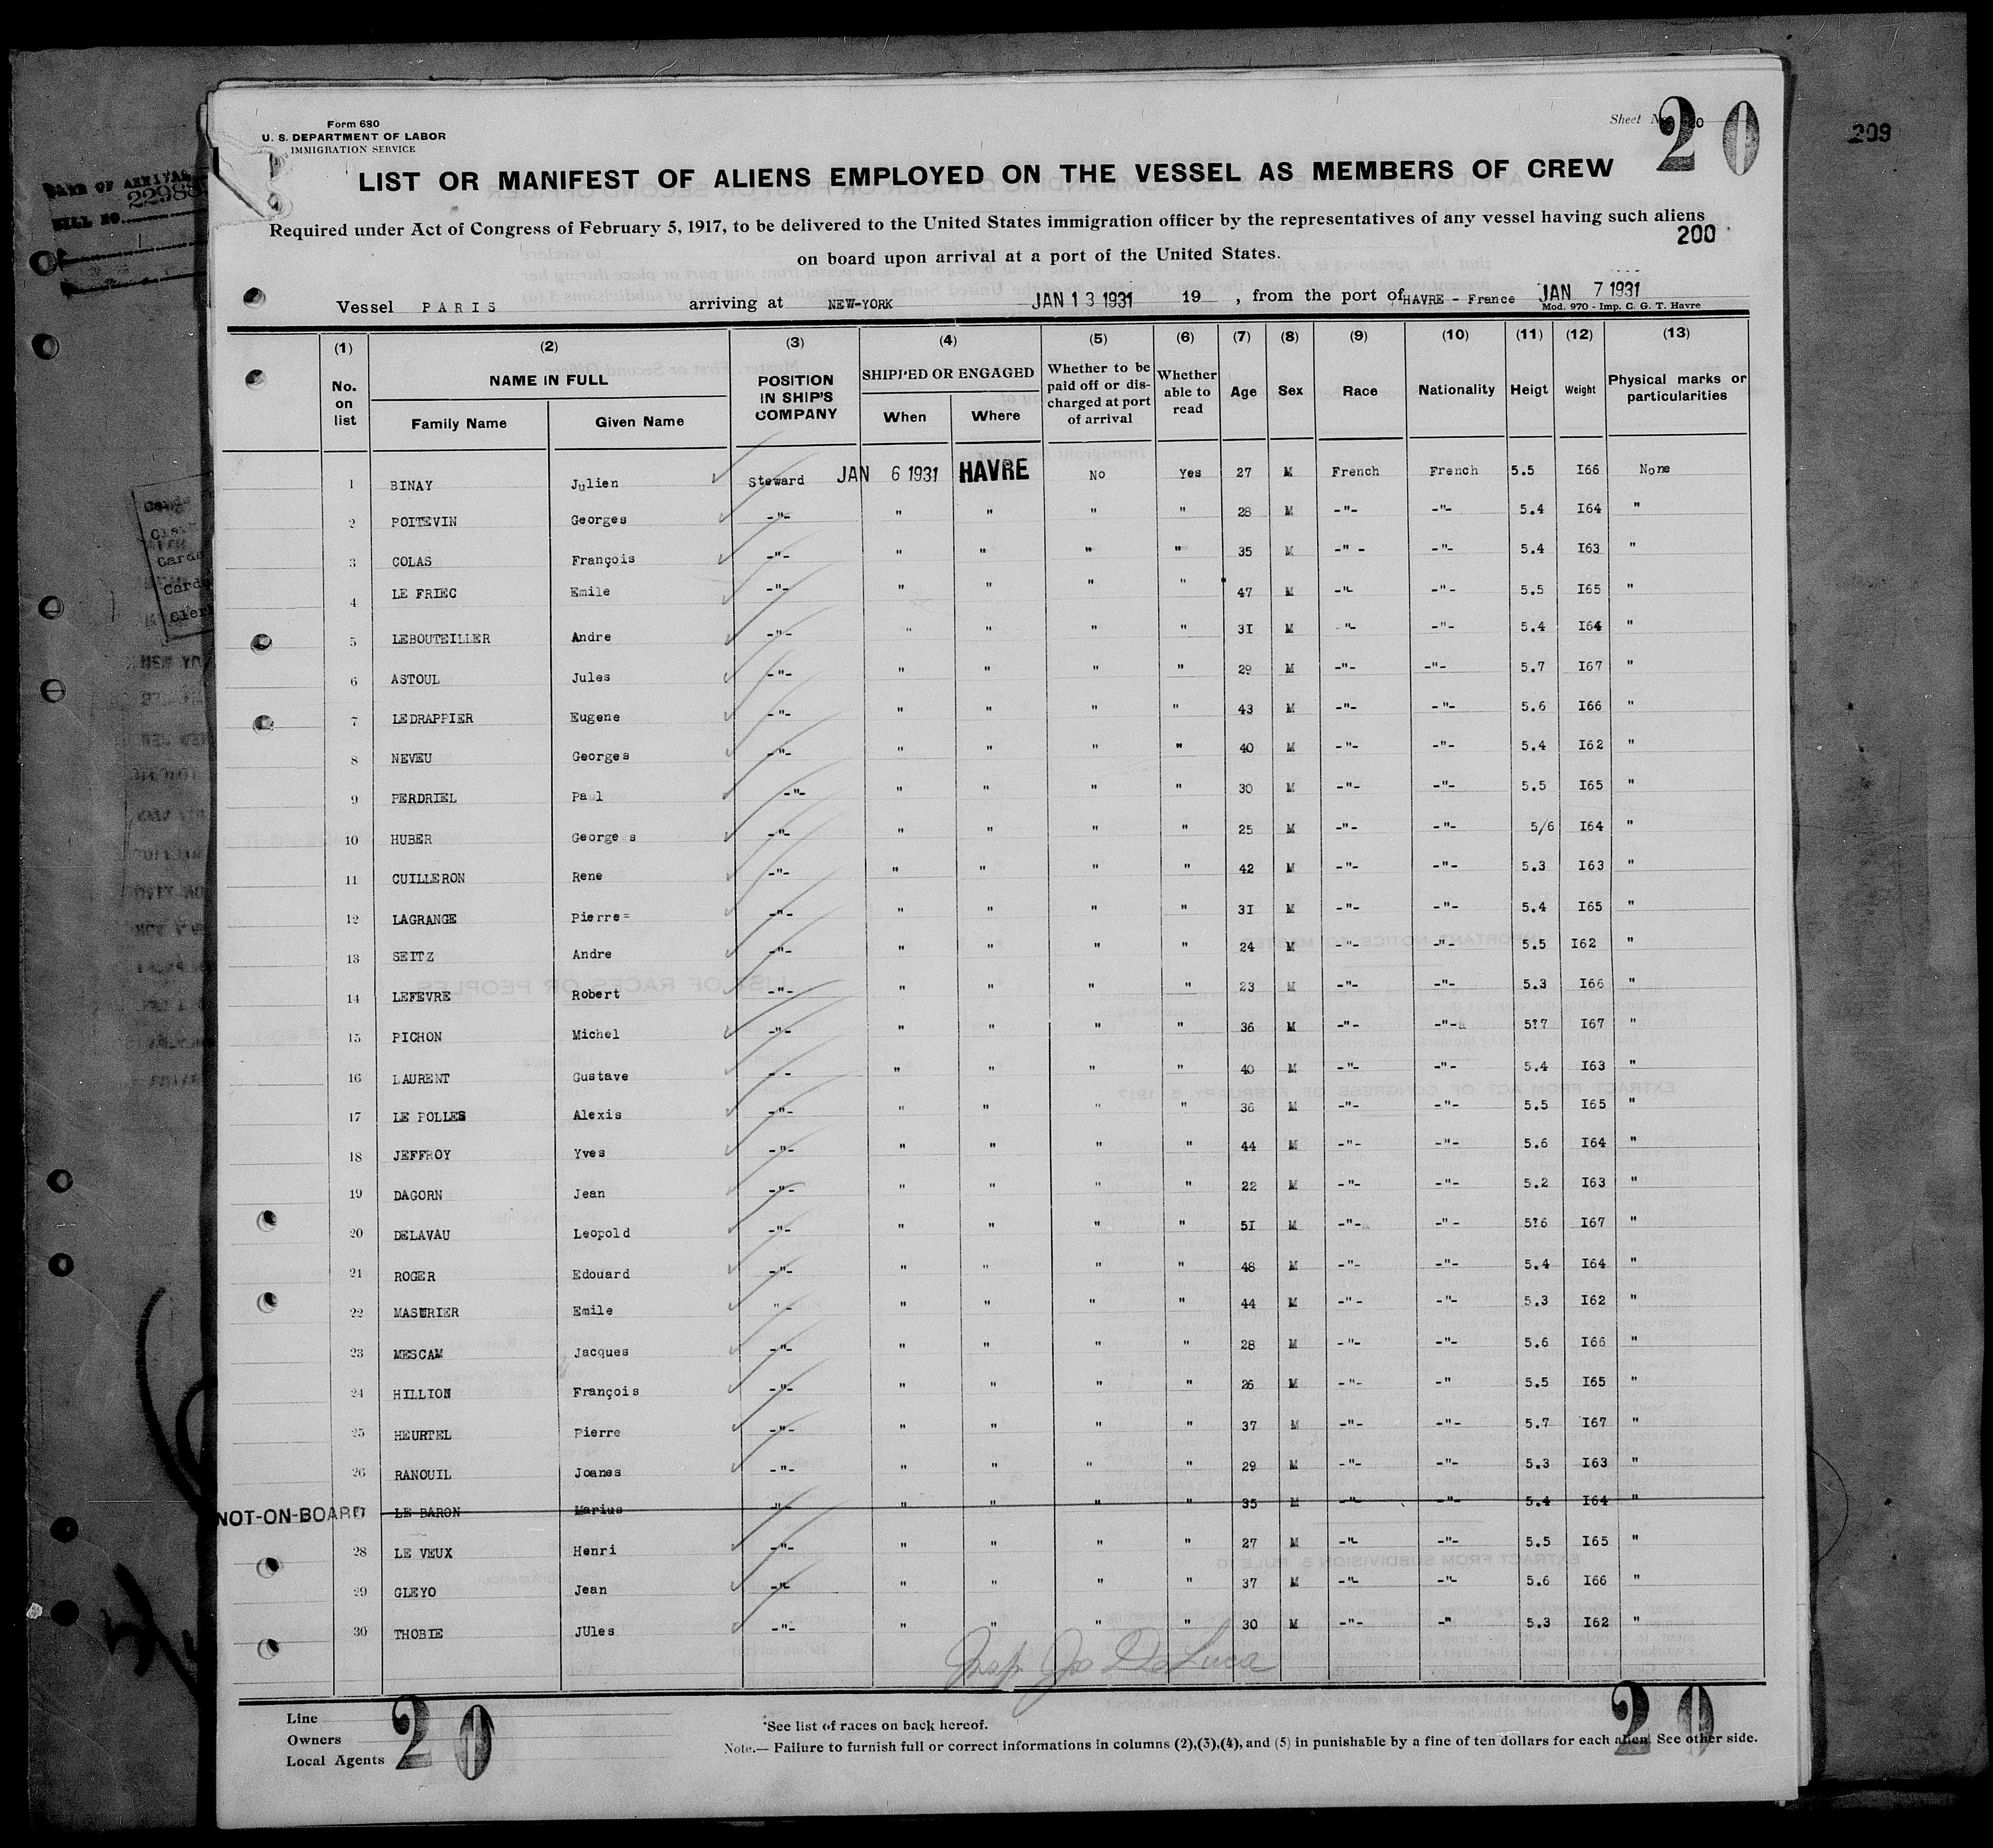 Form 680
U. S. DEPARTMENT OF LABOR
IMMIGRATION SERVICE
Sheet
20
209
DATE OF ARRIVAL
22983
LIST OR MANIFEST OF ALIENS EMPLOYED ON THE VESSEL AS MEMBERS OF CREW
Required under Act of Congress of February 5, 1917, to be delivered to the United States immigration officer by the representatives of any vessel having such aliens
200
on board upon arrival at a port of the United States.
Vessel PARIS arriving at NEW-YORK JAN 13 1931 19 , from the port of HAVRE - France JAN 7 1931
Mod. 970 - Imp. C. G. T. Havre
(1) (2) (3) (4) (5) (6) (7) (8) (9) (10) (11) (12) (13)
No. on list NAME IN FULL Family Name Given Name POSITION IN SHIP'S COMPANY SHIPPED OR ENGAGED When Where Whether to be paid off or discharged at port of arrival Whether able to read Age Sex Race Nationality Heigt Weight Physical marks or particularities
1 BINAY Julien Steward JAN 6 1931 HAVRE No Yes 27 M French French 5.5 I66 None
2 POITEVIN Georges -"- " " " " 28 M -"- -"- 5.4 I64 "
3 COLAS François -"- " " " " 35 M -" - -"- 5.4 I63 "
4 LE FRIEC Emile -"- " " " " 47 M -"- -"- 5.5 I65 "
5 LEBOUTEILLER Andre -"- " " " " 3I M "- -"- 5.4 I64 "
6 ASTOUL Jules -"- " " " " 29 M -"- -"- 5.7 I67 "
7 LEDRAPPIER Eugene -"- " " " " 43 M -"- -"- 5.6 I66 "
8 NEVEU Georges -"- " " " " 40 M -"- -"- 5.4 I62 "
9 PERDRIEL Paul -"- " " " " 30 M -"- -"- 5.5 I65 "
10 HUBER George s -"- " " " " 25 M -"- -"- 5/6 I64 "
11 CUILLERON Rene -"- " " " " 42 M -"- -"- 5.3 I63 "
12 LAGRANGE Pierre= -"- " " " " 3I M -"- -"- 5.4 I65 "
13 SEITZ Andre -"- " " " " 24 M -"- -"- 5.5 I62 "
14 LEFEVRE Robert -"- " " " " 23 M -"- -"- 5.3 I66 "
15 PICHON Michel -"- " " " " 36 M -"- -"- 5?7 I67 "
16 LAURENT Gustave - - " " " " 40 M -"- -"- 5.4 I63 "
17 LE POLLES Alexis -"- " " " " 36 M -"- -"- 5.5 I65 "
18 JEFFROY Yves -"- " " " " 44 M -"- -"- 5.6 I64 "
19 DAGORN Jean -"- " " " " 22 M -"- -"- 5.2 I63 "
20 DELAVAU Leopold -"- " " " " 5I M -"- -"- 5?6 I67 "
21 ROGER Edouard -"- " " " " 48 M -"- -"- 5.4 I64 "
22 MASURIER Emile "- " " " " 44 M -"- -"- 5.3 I62 "
23 MESCAM Jacques -"- " " " " 28 M -"- -"- 5.6 I66 "
24 HILLION François -"- " " " " 26 M -"- -" 5.5 I65 "
25 HEURTEL Pierre -"- " " " " 37 M -"- -"- 5.7 I67 "
26 RANOUIL Joanes -"- " " " " 29 M -"- -"- 5.3 I63 "
NOT-ON-BOARD 27 LE BARON Marius -"- " " " " 35 M -"- -"- 5.4 I64 "
28 LE VEUX Henri -"- " " " " 27 M -"- -"- 5.5 I65 "
29 GLEYO Jean -"- " " " " 37 M -"- -"- 5.6 I66 "
30 THOBIE JUles -"- " " " " 30 M -"- -" 5.3 I62 "
Insp. Jos DeLuca
Line
Owners
Local Agents
20
*See list of races on back hereof.
Note.— Failure to furnish full or correct informations in columns (2),(3),(4), and (5) in punishable by a fine of ten dollars for each alien. See other side.
20